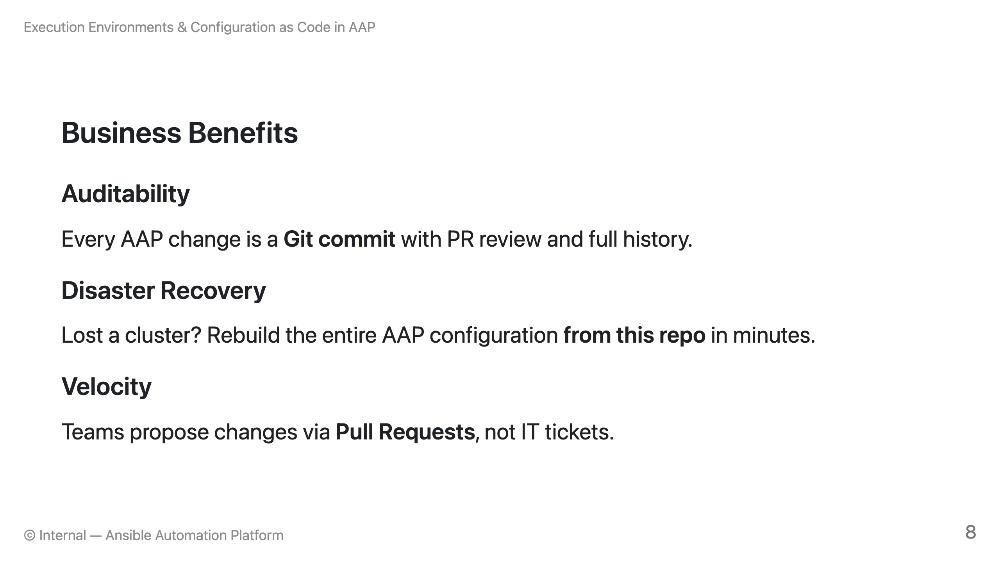 Execution Environments & Configuration as Code in AAP
Business Benefits
Auditability
Every AAP change is a Git commit with PR review and full history.
Disaster Recovery
Lost a cluster? Rebuild the entire AAP configuration from this repo in minutes.
Velocity
Teams propose changes via Pull Requests, not IT tickets.
© Internal — Ansible Automation Platform
8